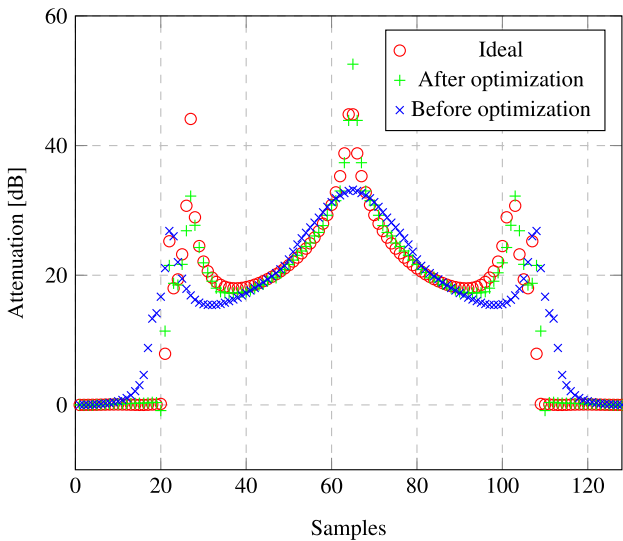 60
40
20
0
Attenuation [dB]
Ideal
After optimization
Before optimization
0 20 40 60 80 100 120
Samples